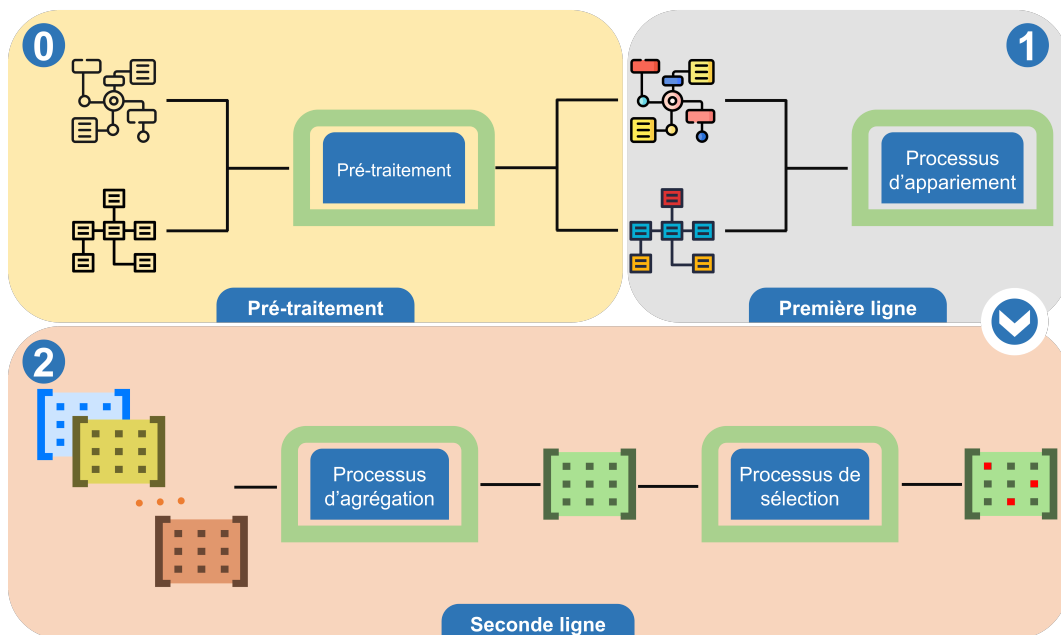 0
1
Pré-traitement
Processus
d'appariement
Pré-traitement
Première ligne
2
Processus
d'agrégation
Processus de
sélection
Seconde ligne